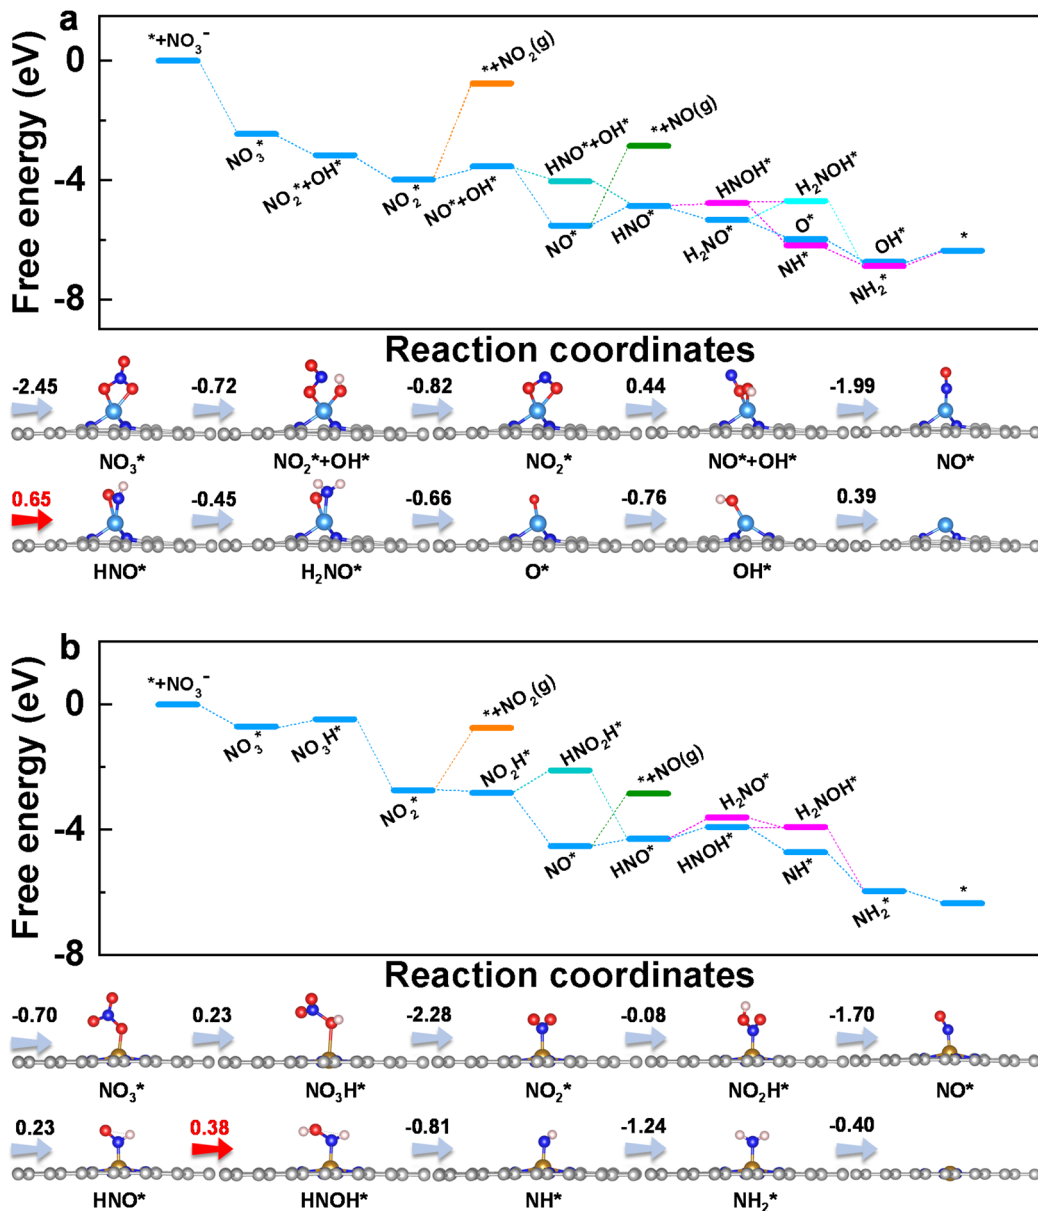 a
Free energy (eV)
0
-4
-8
*+NO₃⁻
NO₃*
NO₂*+OH*
NO₂*
*+NO₂(g)
NO*+OH*
HNO*+OH*
NO*
*+NO(g)
HNO*
HNOH*
H₂NO*
H₂NOH*
O*
NH*
OH*
NH₂*
*
Reaction coordinates
-2.45 -0.72 -0.82 0.44 -1.99
NO₃* NO₂*+OH* NO₂* NO*+OH* NO*
0.65 -0.45 -0.66 -0.76 0.39
HNO* H₂NO* O* OH*
b
Free energy (eV)
0
-4
-8
*+NO₃⁻
NO₃*
NO₃H*
NO₂*
*+NO₂(g)
NO₂H*
HNO₂H*
NO*
*+NO(g)
HNO*
H₂NO*
HNOH*
H₂NOH*
NH*
NH₂*
*
Reaction coordinates
-0.70 0.23 -2.28 -0.08 -1.70
NO₃* NO₃H* NO₂* NO₂H* NO*
0.23 0.38 -0.81 -1.24 -0.40
HNO* HNOH* NH* NH₂*